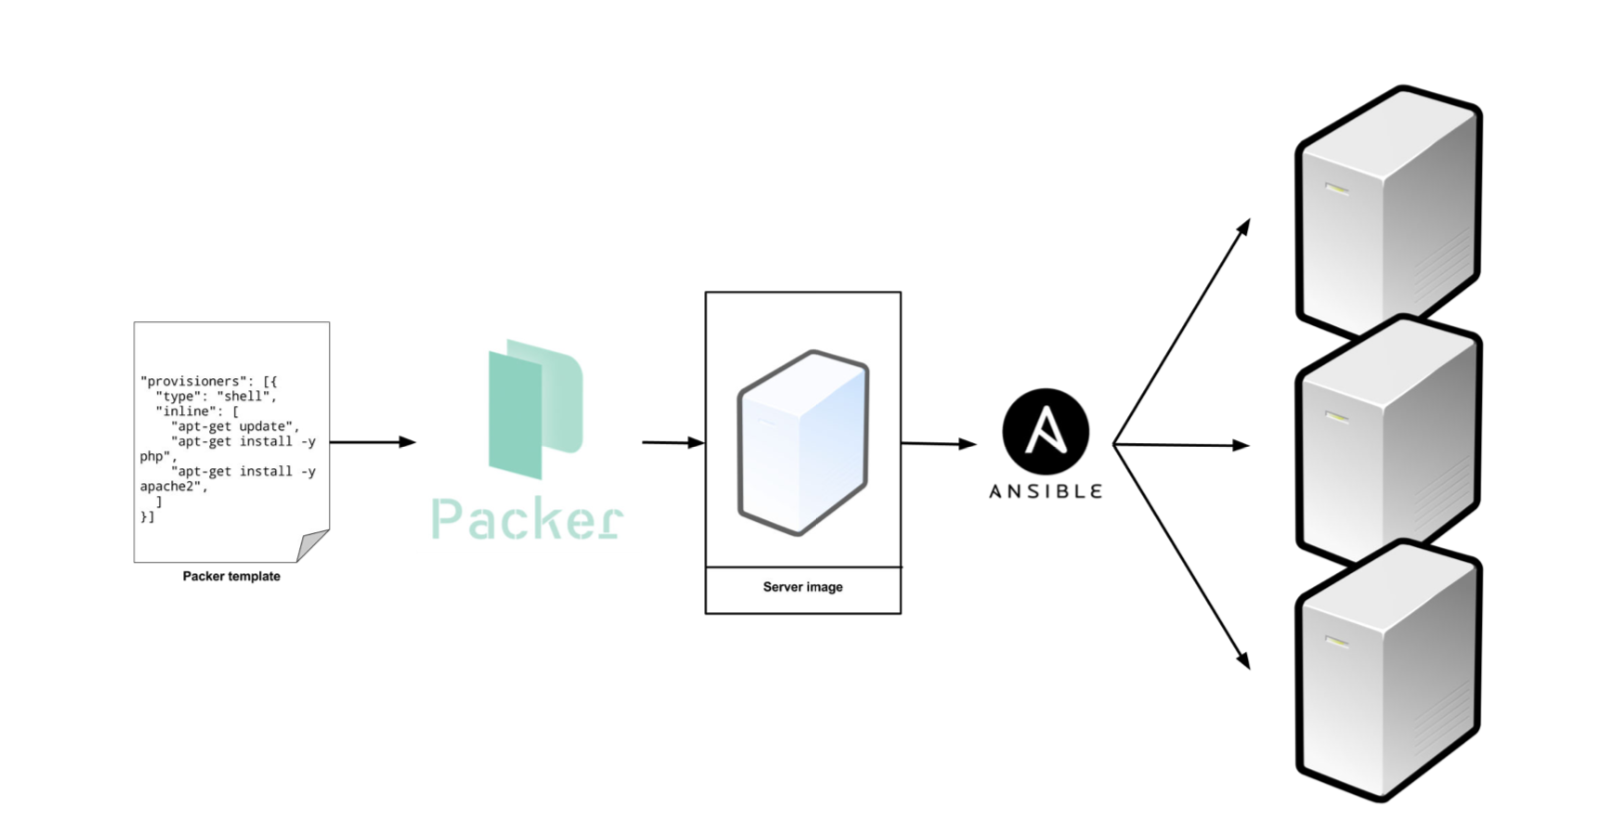 "provisioners": [{
"type": "shell",
"inline": [
"apt-get update",
"apt-get install -y
php",
"apt-get install -y
apache2",
]
}]
Packer template
Packer
Server image
ANSIBLE